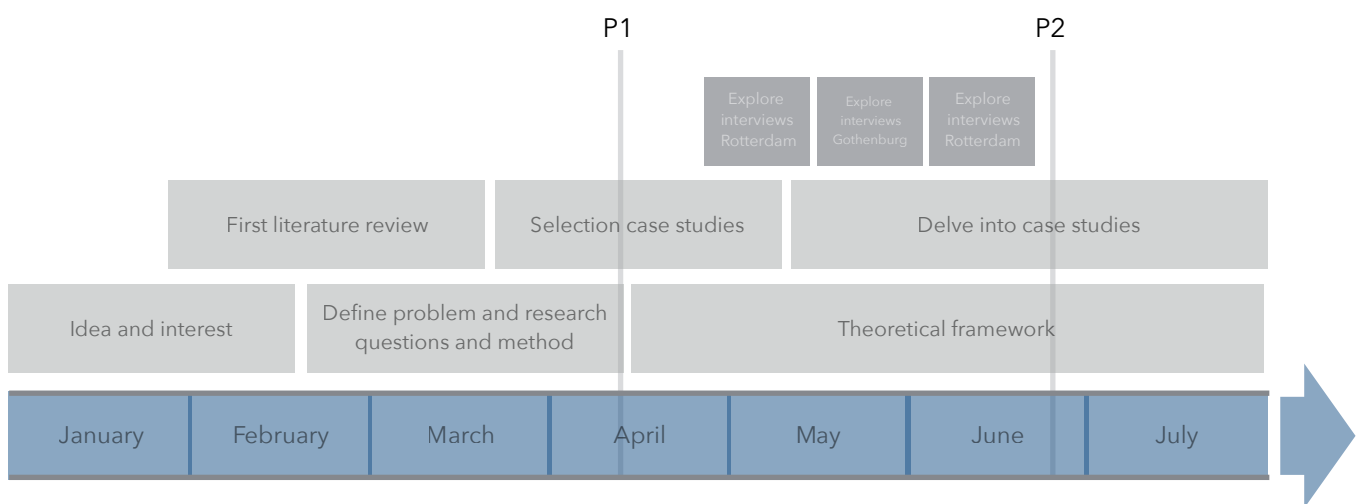 P1
P2
Explore
interviews
Rotterdam
Explore
interviews
Gothenburg
Explore
interviews
Rotterdam
First literature review
Selection case studies
Delve into case studies
Idea and interest
Define problem and research
questions and method
Theoretical framework
January
February
March
April
May
June
July